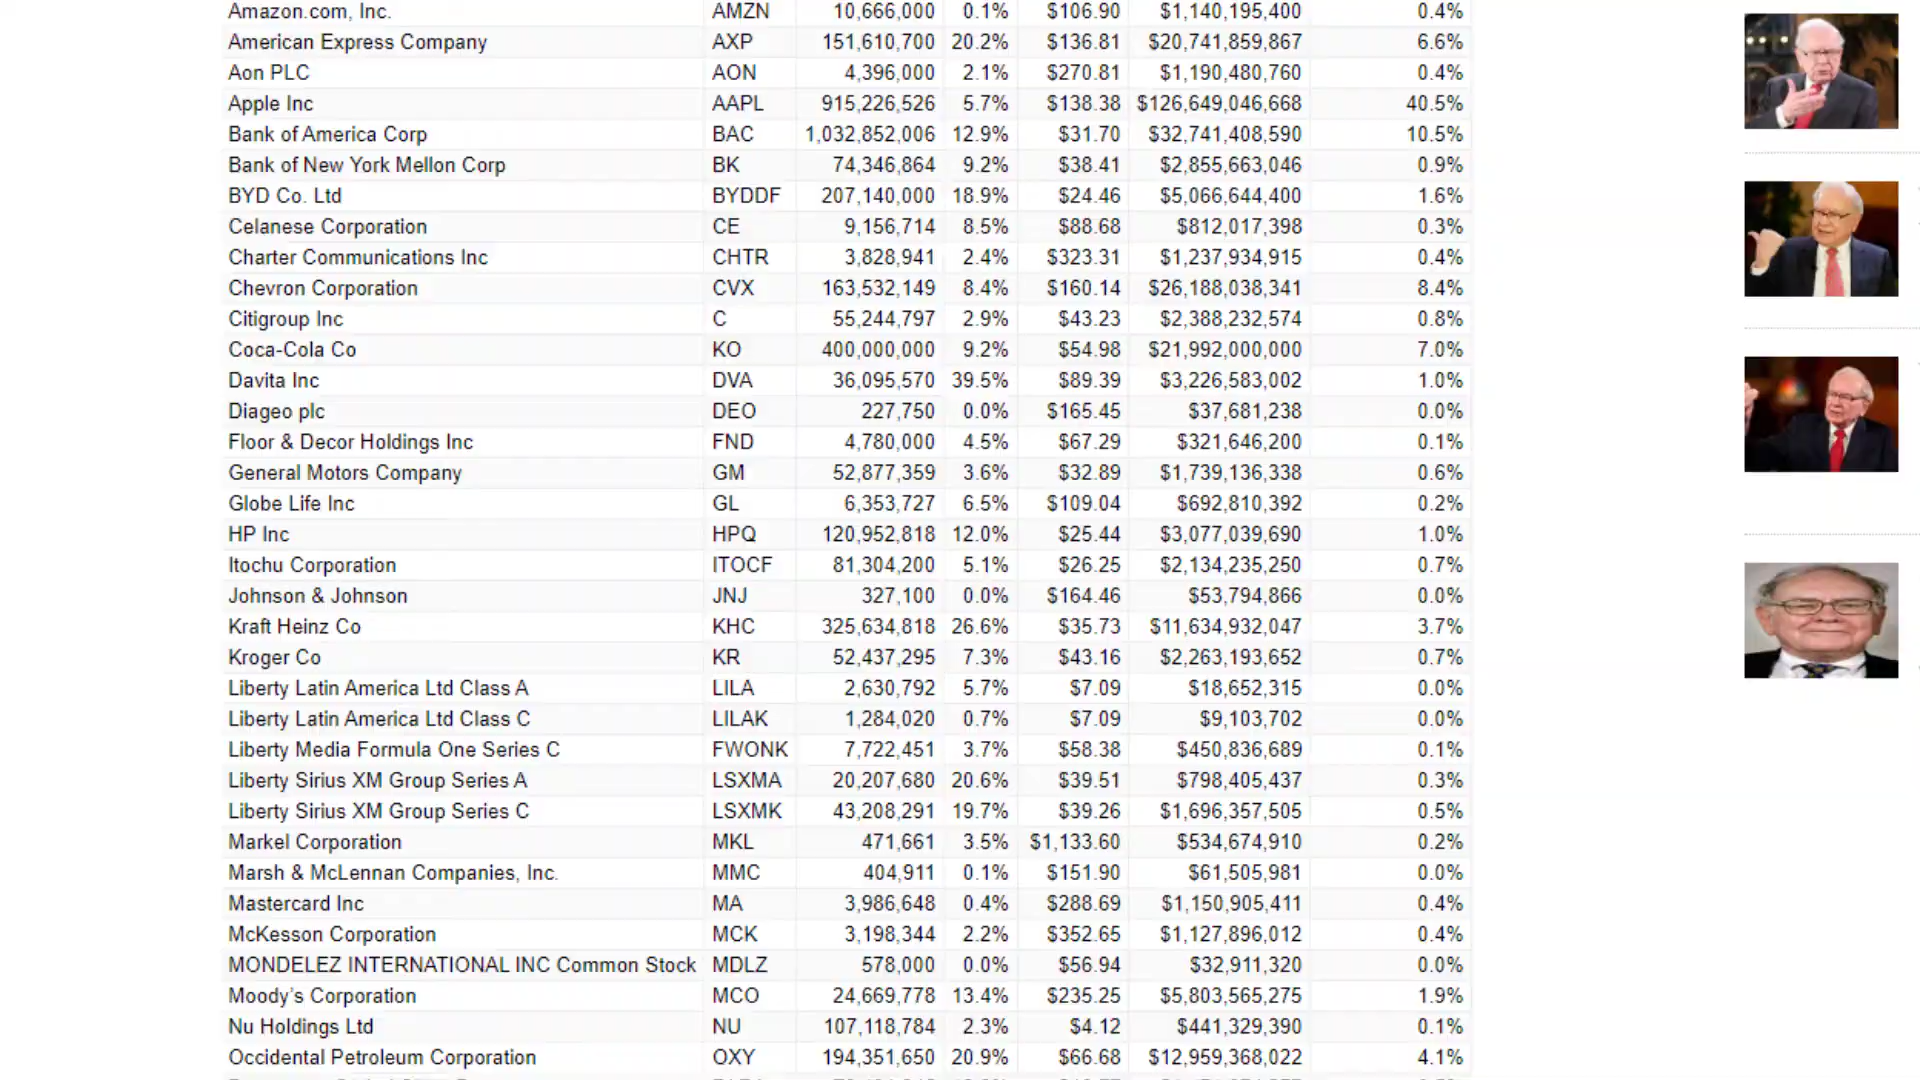 Amazon.com, Inc. AMZN 10,666,000 0.1% $106.90 $1,140,195,400 0.4%
American Express Company AXP 151,610,700 20.2% $136.81 $20,741,859,867 6.6%
Aon PLC AON 4,396,000 2.1% $270.81 $1,190,480,760 0.4%
Apple Inc AAPL 915,226,526 5.7% $138.38 $126,649,046,668 40.5%
Bank of America Corp BAC 1,032,852,006 12.9% $31.70 $32,741,408,590 10.5%
Bank of New York Mellon Corp BK 74,346,864 9.2% $38.41 $2,855,663,046 0.9%
BYD Co. Ltd BYDDF 207,140,000 18.9% $24.46 $5,066,644,400 1.6%
Celanese Corporation CE 9,156,714 8.5% $88.68 $812,017,398 0.3%
Charter Communications Inc CHTR 3,828,941 2.4% $323.31 $1,237,934,915 0.4%
Chevron Corporation CVX 163,532,149 8.4% $160.14 $26,188,038,341 8.4%
Citigroup Inc C 55,244,797 2.9% $43.23 $2,388,232,574 0.8%
Coca-Cola Co KO 400,000,000 9.2% $54.98 $21,992,000,000 7.0%
Davita Inc DVA 36,095,570 39.5% $89.39 $3,226,583,002 1.0%
Diageo plc DEO 227,750 0.0% $165.45 $37,681,238 0.0%
Floor & Decor Holdings Inc FND 4,780,000 4.5% $67.29 $321,646,200 0.1%
General Motors Company GM 52,877,359 3.6% $32.89 $1,739,136,338 0.6%
Globe Life Inc GL 6,353,727 6.5% $109.04 $692,810,392 0.2%
HP Inc HPQ 120,952,818 12.0% $25.44 $3,077,039,690 1.0%
Itochu Corporation ITOCF 81,304,200 5.1% $26.25 $2,134,235,250 0.7%
Johnson & Johnson JNJ 327,100 0.0% $164.46 $53,794,866 0.0%
Kraft Heinz Co KHC 325,634,818 26.6% $35.73 $11,634,932,047 3.7%
Kroger Co KR 52,437,295 7.3% $43.16 $2,263,193,652 0.7%
Liberty Latin America Ltd Class A LILA 2,630,792 5.7% $7.09 $18,652,315 0.0%
Liberty Latin America Ltd Class C LILAK 1,284,020 0.7% $7.09 $9,103,702 0.0%
Liberty Media Formula One Series C FWONK 7,722,451 3.7% $58.38 $450,836,689 0.1%
Liberty Sirius XM Group Series A LSXMA 20,207,680 20.6% $39.51 $798,405,437 0.3%
Liberty Sirius XM Group Series C LSXMK 43,208,291 19.7% $39.26 $1,696,357,505 0.5%
Markel Corporation MKL 471,661 3.5% $1,133.60 $534,674,910 0.2%
Marsh & McLennan Companies, Inc. MMC 404,911 0.1% $151.90 $61,505,981 0.0%
Mastercard Inc MA 3,986,648 0.4% $288.69 $1,150,905,411 0.4%
McKesson Corporation MCK 3,198,344 2.2% $352.65 $1,127,896,012 0.4%
MONDELEZ INTERNATIONAL INC Common Stock MDLZ 578,000 0.0% $56.94 $32,911,320 0.0%
Moody's Corporation MCO 24,669,778 13.4% $235.25 $5,803,565,275 1.9%
Nu Holdings Ltd NU 107,118,784 2.3% $4.12 $441,329,390 0.1%
Occidental Petroleum Corporation OXY 194,351,650 20.9% $66.68 $12,959,368,022 4.1%